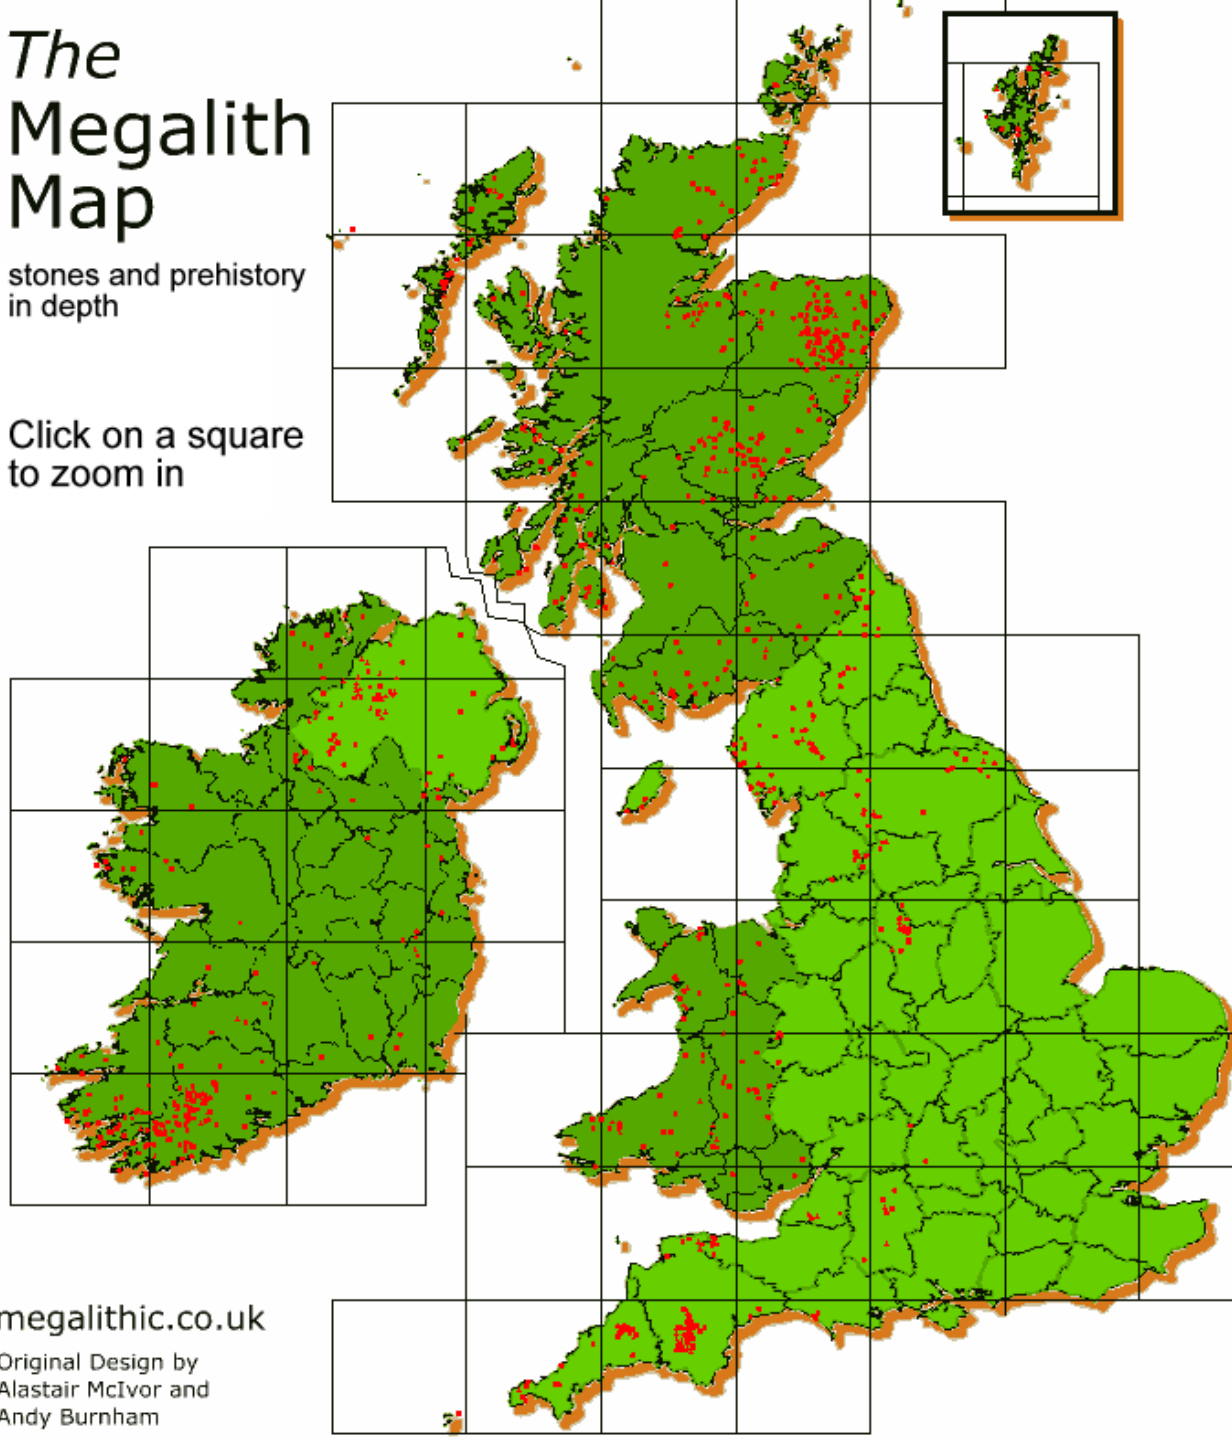 The
Megalith
Map
stones and prehistory
in depth
Click on a square
to zoom in
megalithic.co.uk
Original Design by
Alastair McIvor and
Andy Burnham